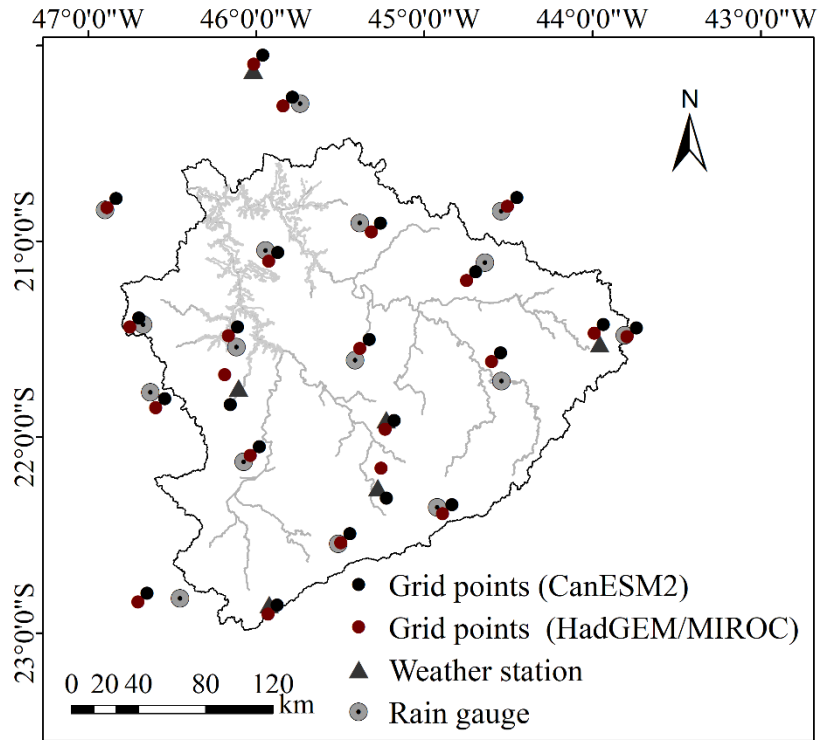 47°0'0"W 46°0'0"W 45°0'0"W 44°0'0"W 43°0'0"W
N
21°0'0"S
22°0'0"S
23°0'0"S
Grid points (CanESM2)
Grid points (HadGEM/MIROC)
Weather station
Rain gauge
0 20 40 80 120
km